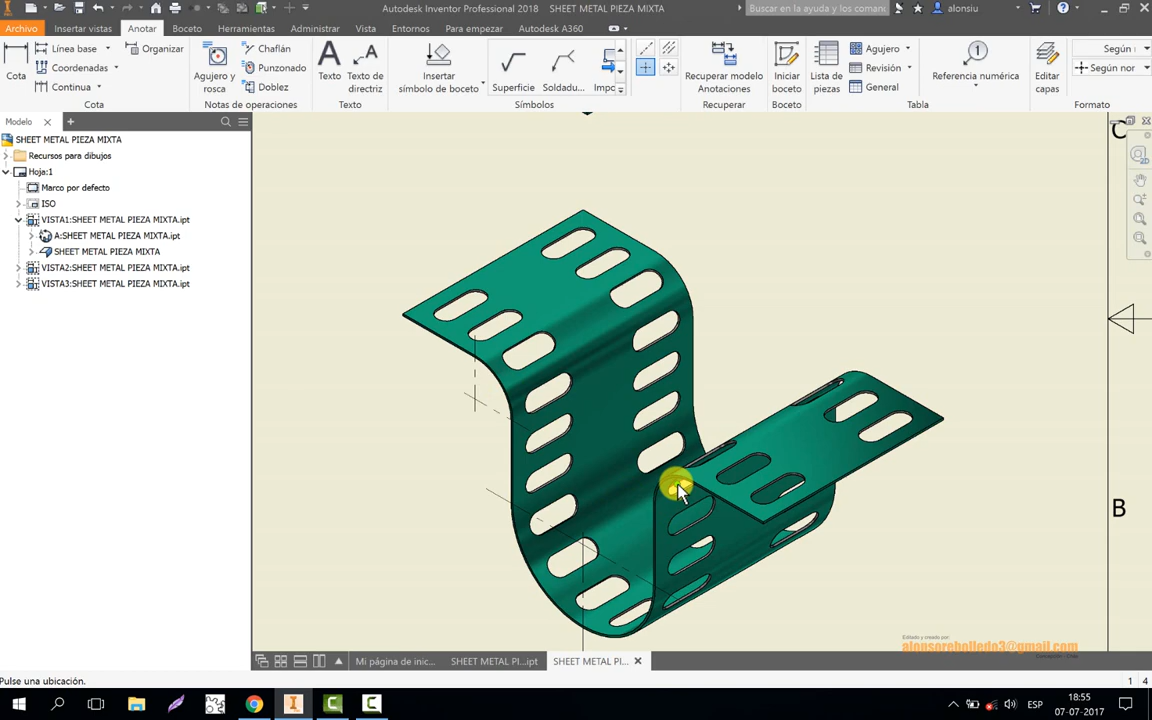 Autodesk Inventor Professional 2018 SHEET METAL PIEZA MIXTA
Buscar en la ayuda y los coman
alonsiu
Archivo Insertar vistas Anotar Boceto Herramientas Administrar Vista Entornos Para empezar Autodesk A360
Cota
Línea base
Coordenadas
Continua
Organizar
Cota
Agujero y
rosca
Chaflán
Punzonado
Doblez
Notas de operaciones
Texto
Texto de
directriz
Texto
Insertar
símbolo de boceto
Superficie
Soldadu...
Impo
Símbolos
Recuperar modelo
Anotaciones
Recuperar
Iniciar
boceto
Boceto
Lista de
piezas
Agujero
Revisión
General
1
Referencia numérica
Tabla
Editar
capas
Según
Según nor
Formato
Modelo
SHEET METAL PIEZA MIXTA
Recursos para dibujos
Hoja:1
Marco por defecto
ISO
VISTA1:SHEET METAL PIEZA MIXTA.ipt
A:SHEET METAL PIEZA MIXTA.ipt
SHEET METAL PIEZA MIXTA
VISTA2:SHEET METAL PIEZA MIXTA.ipt
VISTA3:SHEET METAL PIEZA MIXTA.ipt
C
B
Editado y creado por:
alonsorebolledo3@gmail.com
Mi página de inic... SHEET METAL PI...ipt SHEET METAL PI...
Pulse una ubicación.
1 4
ESP
18:55
07-07-2017